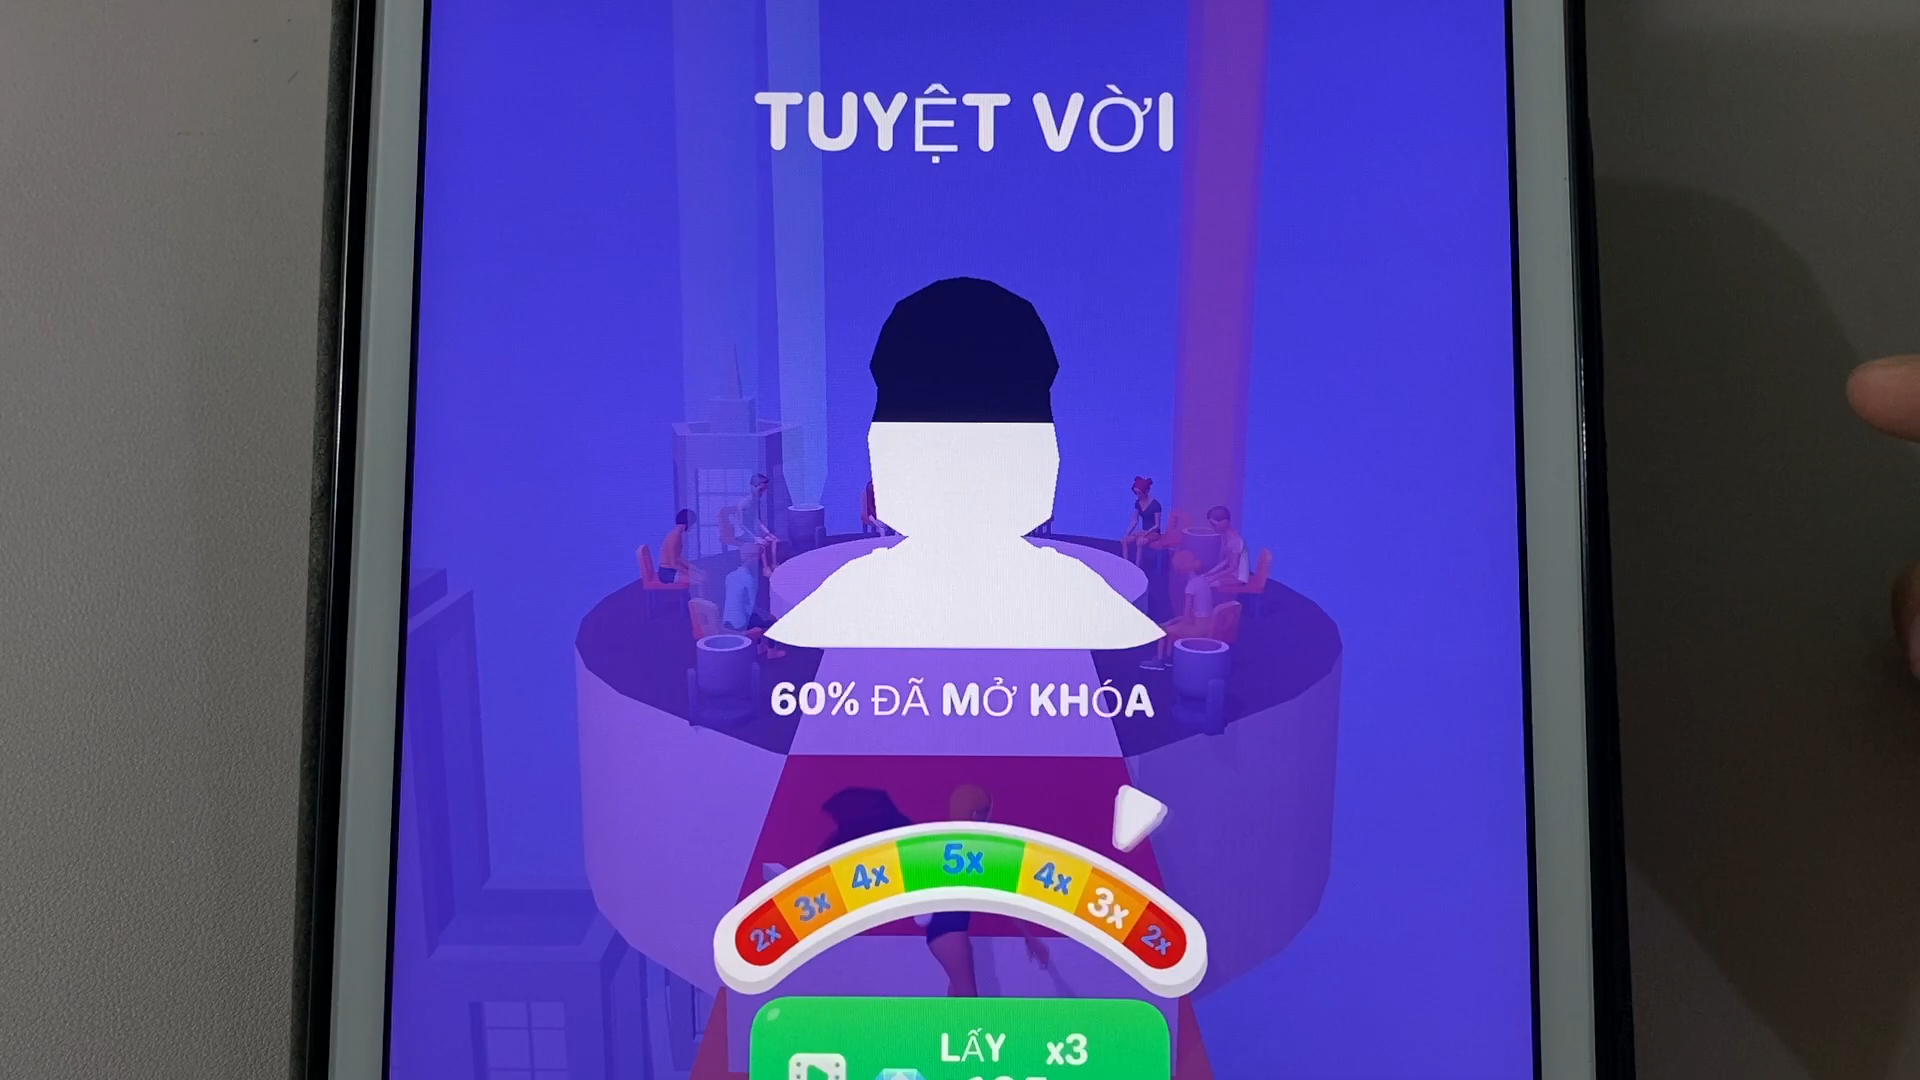 TUYỆT VỜI
60% ĐÃ MỞ KHÓA
2x 3x 4x 5x 4x 3x 2x
LẤY x3